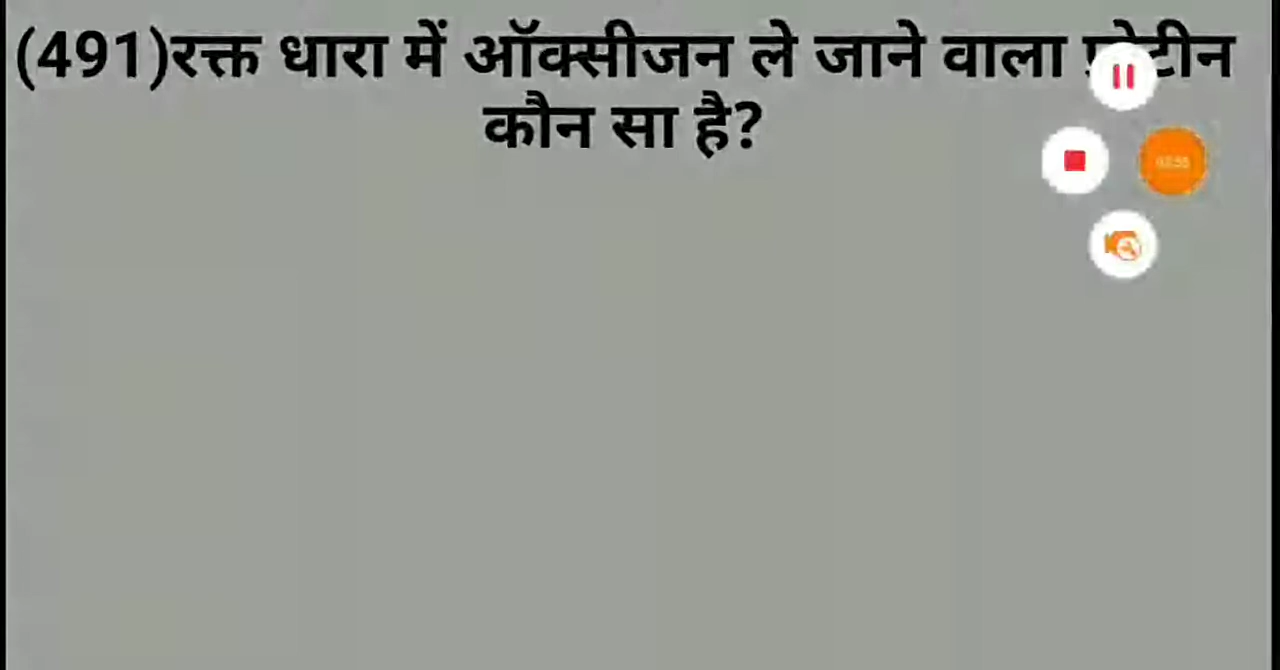 (491)रक्त धारा में ऑक्सीजन ले जाने वाला प्रोटीन
कौन सा है?